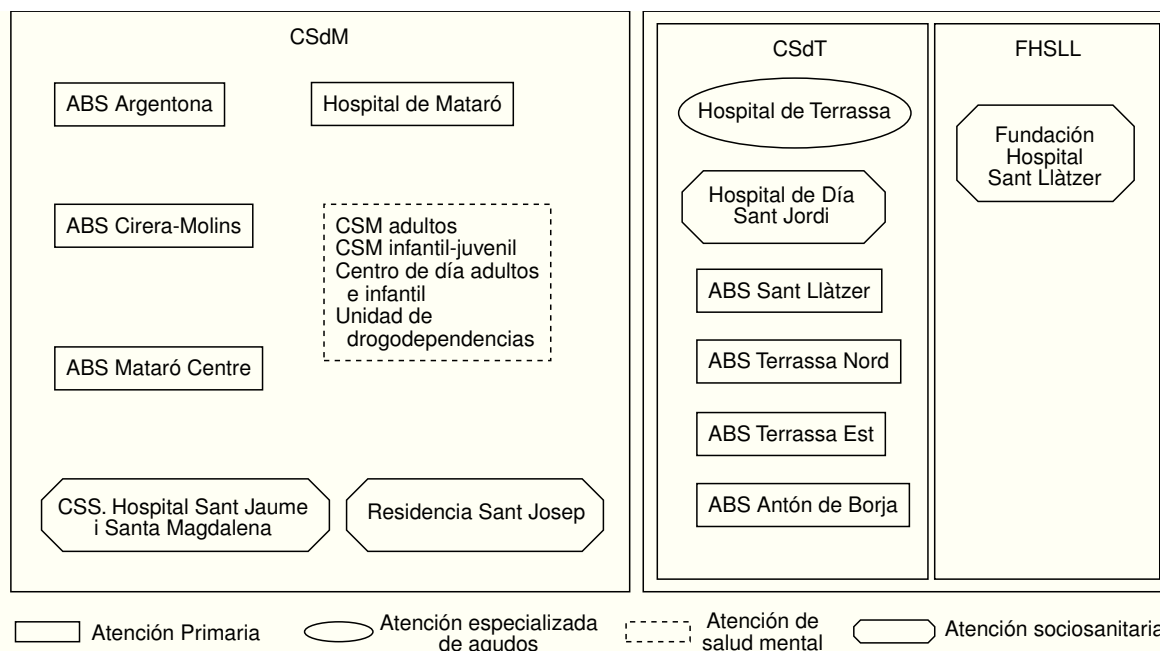 CSdM
ABS Argentona
Hospital de Mataró
ABS Cirera-Molins
CSM adultos
CSM infantil-juvenil
Centro de día adultos
e infantil
Unidad de
drogodependencias
ABS Mataró Centre
CSS. Hospital Sant Jaume
i Santa Magdalena
Residencia Sant Josep
CSdT
Hospital de Terrassa
Hospital de Día
Sant Jordi
ABS Sant Llàtzer
ABS Terrassa Nord
ABS Terrassa Est
ABS Antón de Borja
FHSLL
Fundación
Hospital
Sant Llàtzer
Atención Primaria
Atención especializada
de agudos
Atención de
salud mental
Atención sociosanitaria